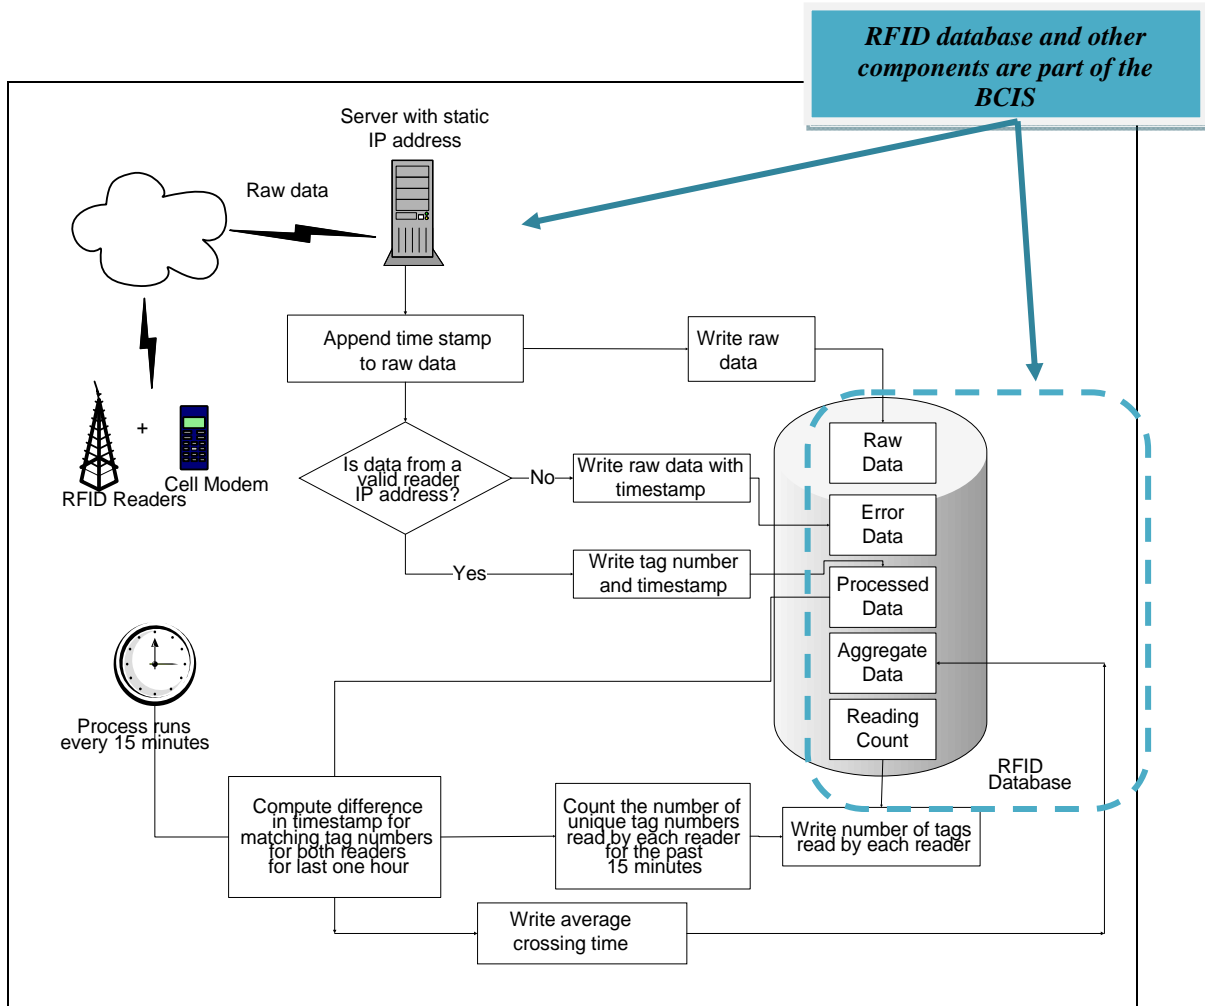 RFID database and other
components are part of the
BCIS
Server with static
IP address
Raw data
Append time stamp
to raw data
Write raw
data
+
RFID Readers
Cell Modem
Is data from a
valid reader
IP address?
No
Write raw data with
timestamp
Yes
Write tag number
and timestamp
Raw
Data
Error
Data
Processed
Data
Aggregate
Data
Reading
Count
RFID
Database
Process runs
every 15 minutes
Compute difference
in timestamp for
matching tag numbers
for both readers
for last one hour
Count the number of
unique tag numbers
read by each reader
for the past
15 minutes
Write number of tags
read by each reader
Write average
crossing time